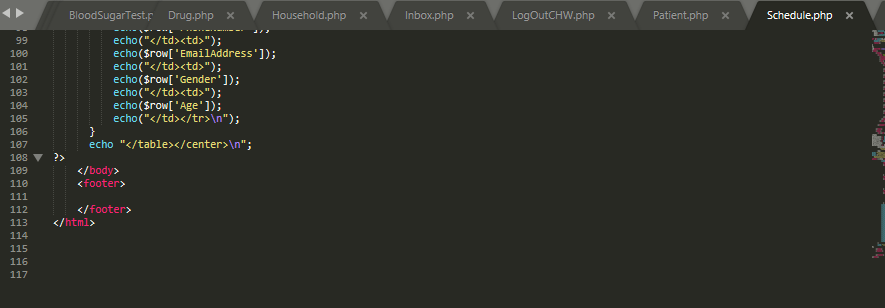 BloodSugarTest.p Drug.php Household.php Inbox.php LogOutCHW.php Patient.php Schedule.php
99 echo("</td><td>");
100 echo($row['EmailAddress']);
101 echo("</td><td>");
102 echo($row['Gender']);
103 echo("</td><td>");
104 echo($row['Age']);
105 echo("</td></tr>\n");
106 }
107 echo "</table></center>\n";
108 ?>
109 </body>
110 <footer>
111
112 </footer>
113 </html>
114
115
116
117